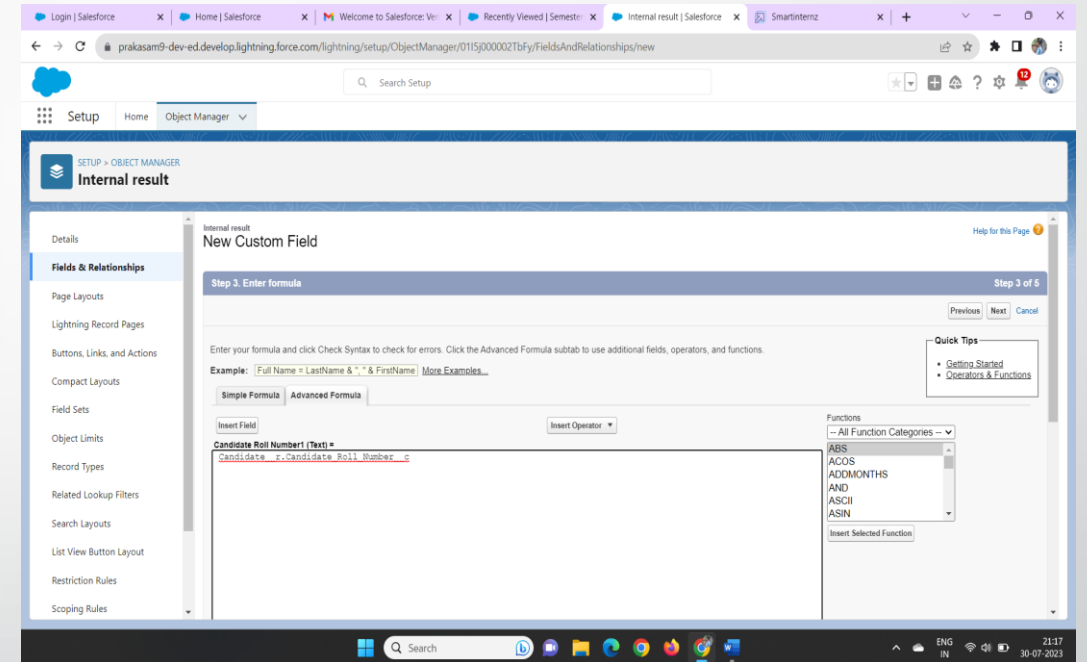 Login | Salesforce
Home | Salesforce
Welcome to Salesforce: Ver
Recently Viewed | Semester
Internal result | Salesforce
Smartinternz
prakasam9-dev-ed.develop.lightning.force.com/lightning/setup/ObjectManager/01I5j000002TbFy/FieldsAndRelationships/new
Search Setup
12
Setup
Home
Object Manager
SETUP > OBJECT MANAGER
Internal result
Details
Fields & Relationships
Page Layouts
Lightning Record Pages
Buttons, Links, and Actions
Compact Layouts
Field Sets
Object Limits
Record Types
Related Lookup Filters
Search Layouts
List View Button Layout
Restriction Rules
Scoping Rules
Internal result
New Custom Field
Help for this Page
Step 3. Enter formula
Step 3 of 5
Previous Next Cancel
Enter your formula and click Check Syntax to check for errors. Click the Advanced Formula subtab to use additional fields, operators, and functions.
Example: Full Name = LastName & ", " & FirstName More Examples...
Quick Tips
Getting Started
Operators & Functions
Simple Formula Advanced Formula
Insert Field
Insert Operator
Candidate Roll Number1 (Text) =
Candidate__r.Candidate_Roll_Number__c
Functions
-- All Function Categories --
ABS
ACOS
ADDMONTHS
AND
ASCII
ASIN
Insert Selected Function
Search
ENG
IN
21:17
30-07-2023